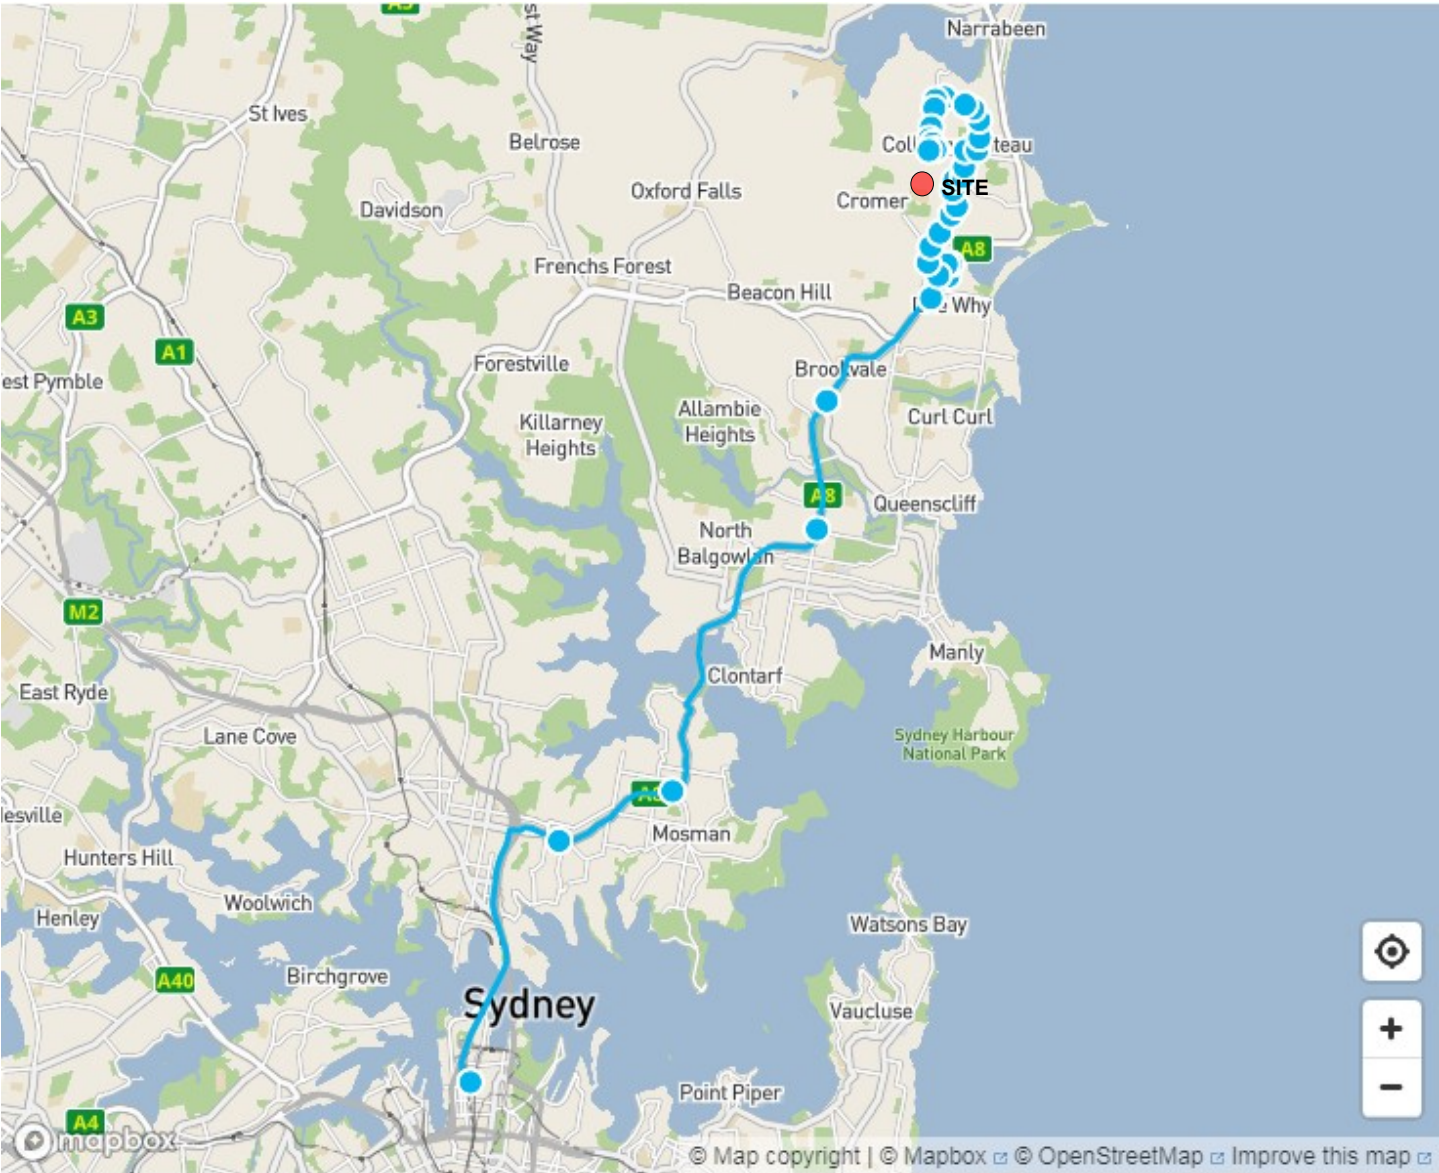 Narrabeen
St Ives
Belrose
Oxford Falls
Cromer
SITE
Davidson
A8
Frenchs Forest
Beacon Hill
Why
A3
A1
Forestville
Brookvale
est Pymble
Killarney
Heights
Allambie
Heights
Curl Curl
A8
Queenscliff
North
Balgowlah
M2
Manly
Clontarf
East Ryde
Lane Cove
Sydney Harbour
National Park
Mosman
lesville
Hunters Hill
Woolwich
Henley
Watsons Bay
A40
Birchgrove
Sydney
Vaucluse
Point Piper
A4
mapbox
© Map copyright | © Mapbox © OpenStreetMap Improve this map
+
−